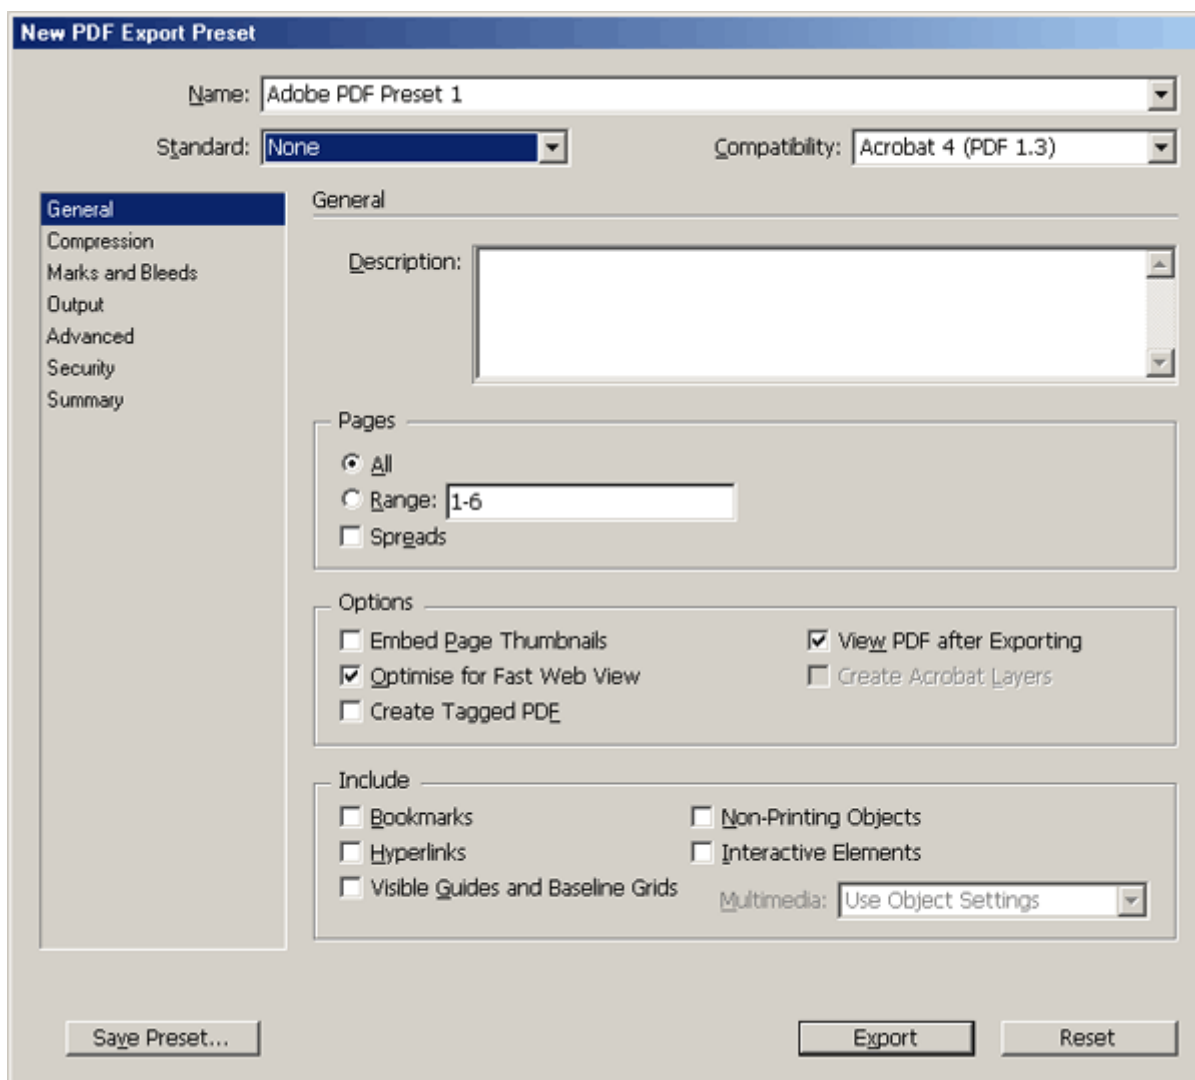 New PDF Export Preset
Name: Adobe PDF Preset 1
Standard: None Compatibility: Acrobat 4 (PDF 1.3)
General
Compression
Marks and Bleeds
Output
Advanced
Security
Summary
General
Description:
Pages
All
Range: 1-6
Spreads
Options
Embed Page Thumbnails View PDF after Exporting
Optimise for Fast Web View Create Acrobat Layers
Create Tagged PDF
Include
Bookmarks Non-Printing Objects
Hyperlinks Interactive Elements
Visible Guides and Baseline Grids Multimedia: Use Object Settings
Save Preset... Export Reset